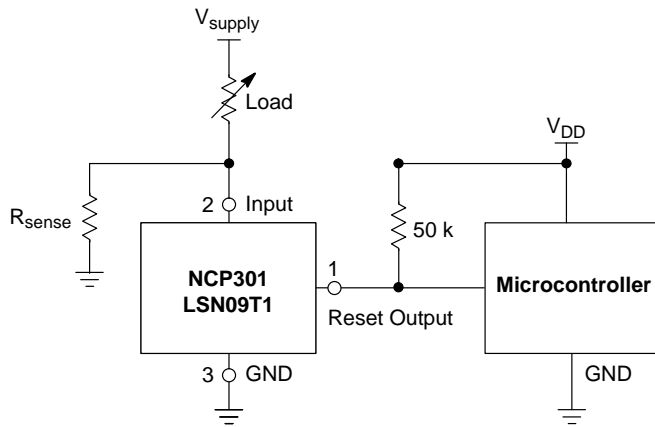 V_supply
Load
V_DD
R_sense
2 Input
50 k
NCP301
LSN09T1
1
Reset Output
Microcontroller
3 GND
GND